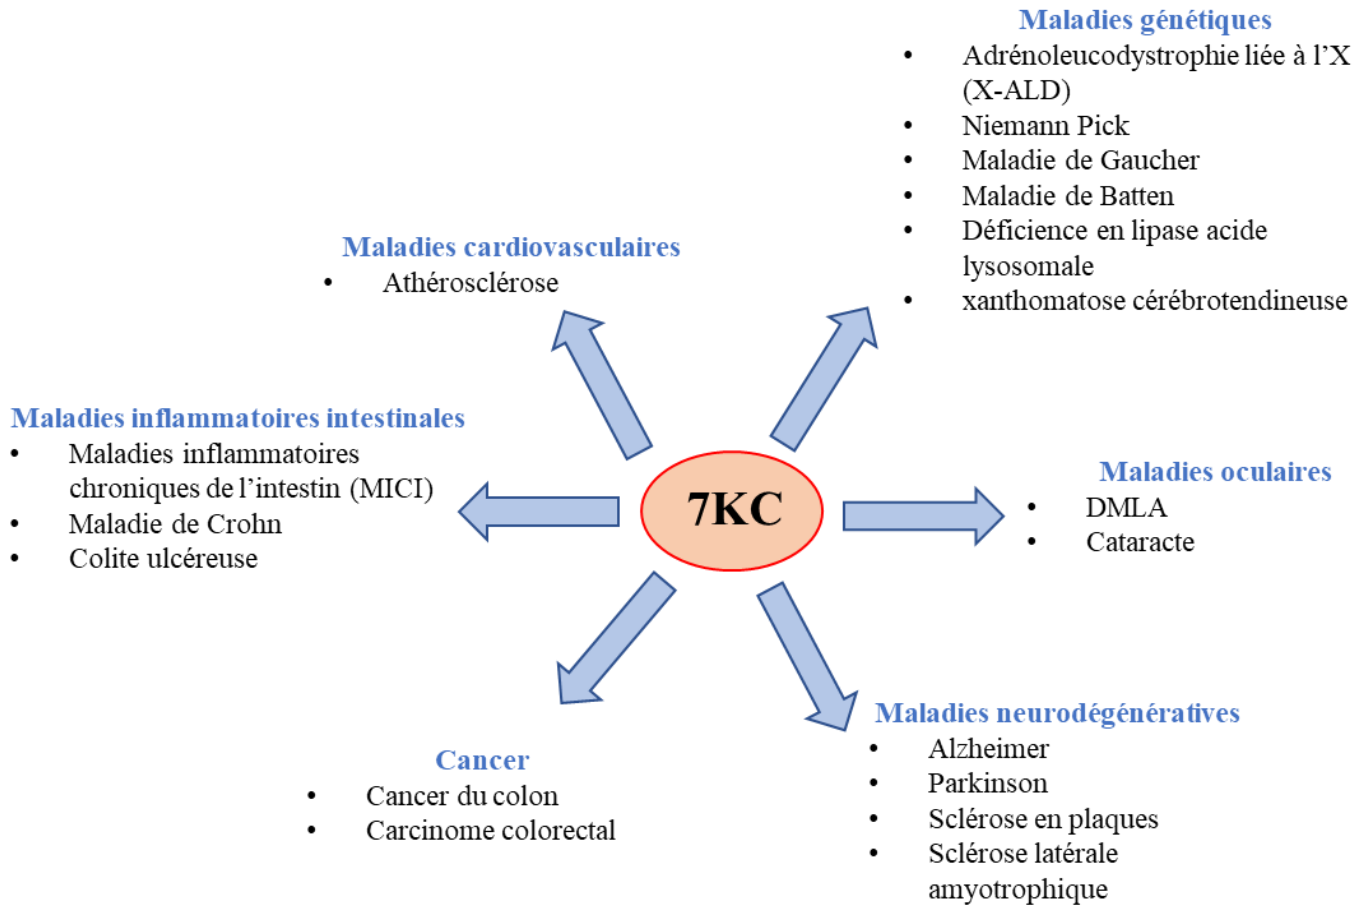 Maladies génétiques
• Adrénoleucodystrophie liée à l’X
(X-ALD)
• Niemann Pick
• Maladie de Gaucher
• Maladie de Batten
• Déficience en lipase acide
lysosomale
• xanthomatose cérébrotendineuse
Maladies cardiovasculaires
• Athérosclérose
Maladies inflammatoires intestinales
• Maladies inflammatoires
chroniques de l’intestin (MICI)
• Maladie de Crohn
• Colite ulcéreuse
7KC
Maladies oculaires
• DMLA
• Cataracte
Cancer
• Cancer du colon
• Carcinome colorectal
Maladies neurodégénératives
• Alzheimer
• Parkinson
• Sclérose en plaques
• Sclérose latérale
amyotrophique